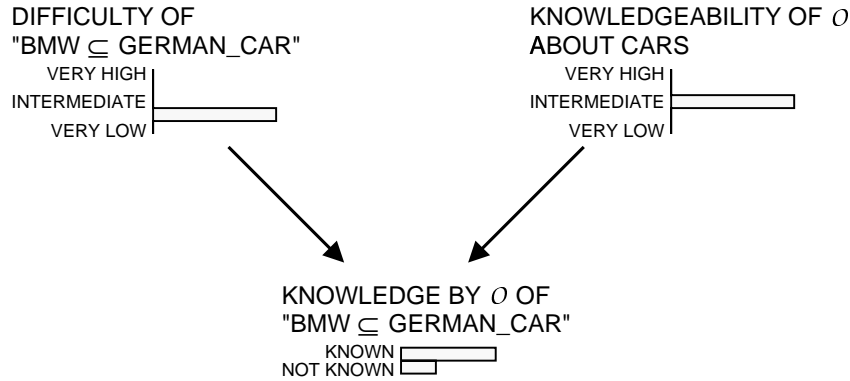 DIFFICULTY OF
"BMW ⊆ GERMAN_CAR"
VERY HIGH
INTERMEDIATE
VERY LOW
KNOWLEDGEABILITY OF 𝒪
ABOUT CARS
VERY HIGH
INTERMEDIATE
VERY LOW
KNOWLEDGE BY 𝒪 OF
"BMW ⊆ GERMAN_CAR"
KNOWN
NOT KNOWN